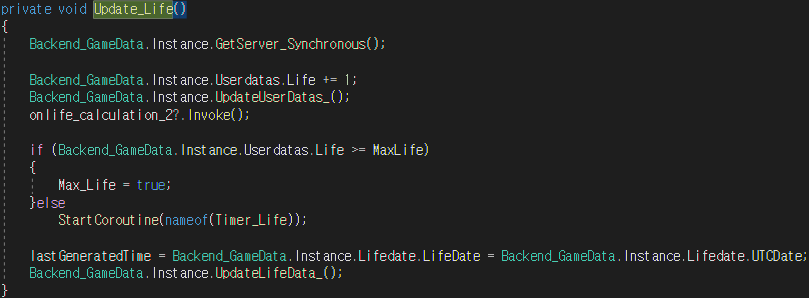 private void Update_Life()
{
Backend_GameData.Instance.GetServer_Synchronous();
Backend_GameData.Instance.Userdatas.Life += 1;
Backend_GameData.Instance.UpdateUserDatas_();
onlife_calculation_2?.Invoke();
if (Backend_GameData.Instance.Userdatas.Life >= MaxLife)
{
Max_Life = true;
}else
StartCoroutine(nameof(Timer_Life));
lastGeneratedTime = Backend_GameData.Instance.Lifedate.LifeDate = Backend_GameData.Instance.Lifedate.UTCDate;
Backend_GameData.Instance.UpdateLifeData_();
}